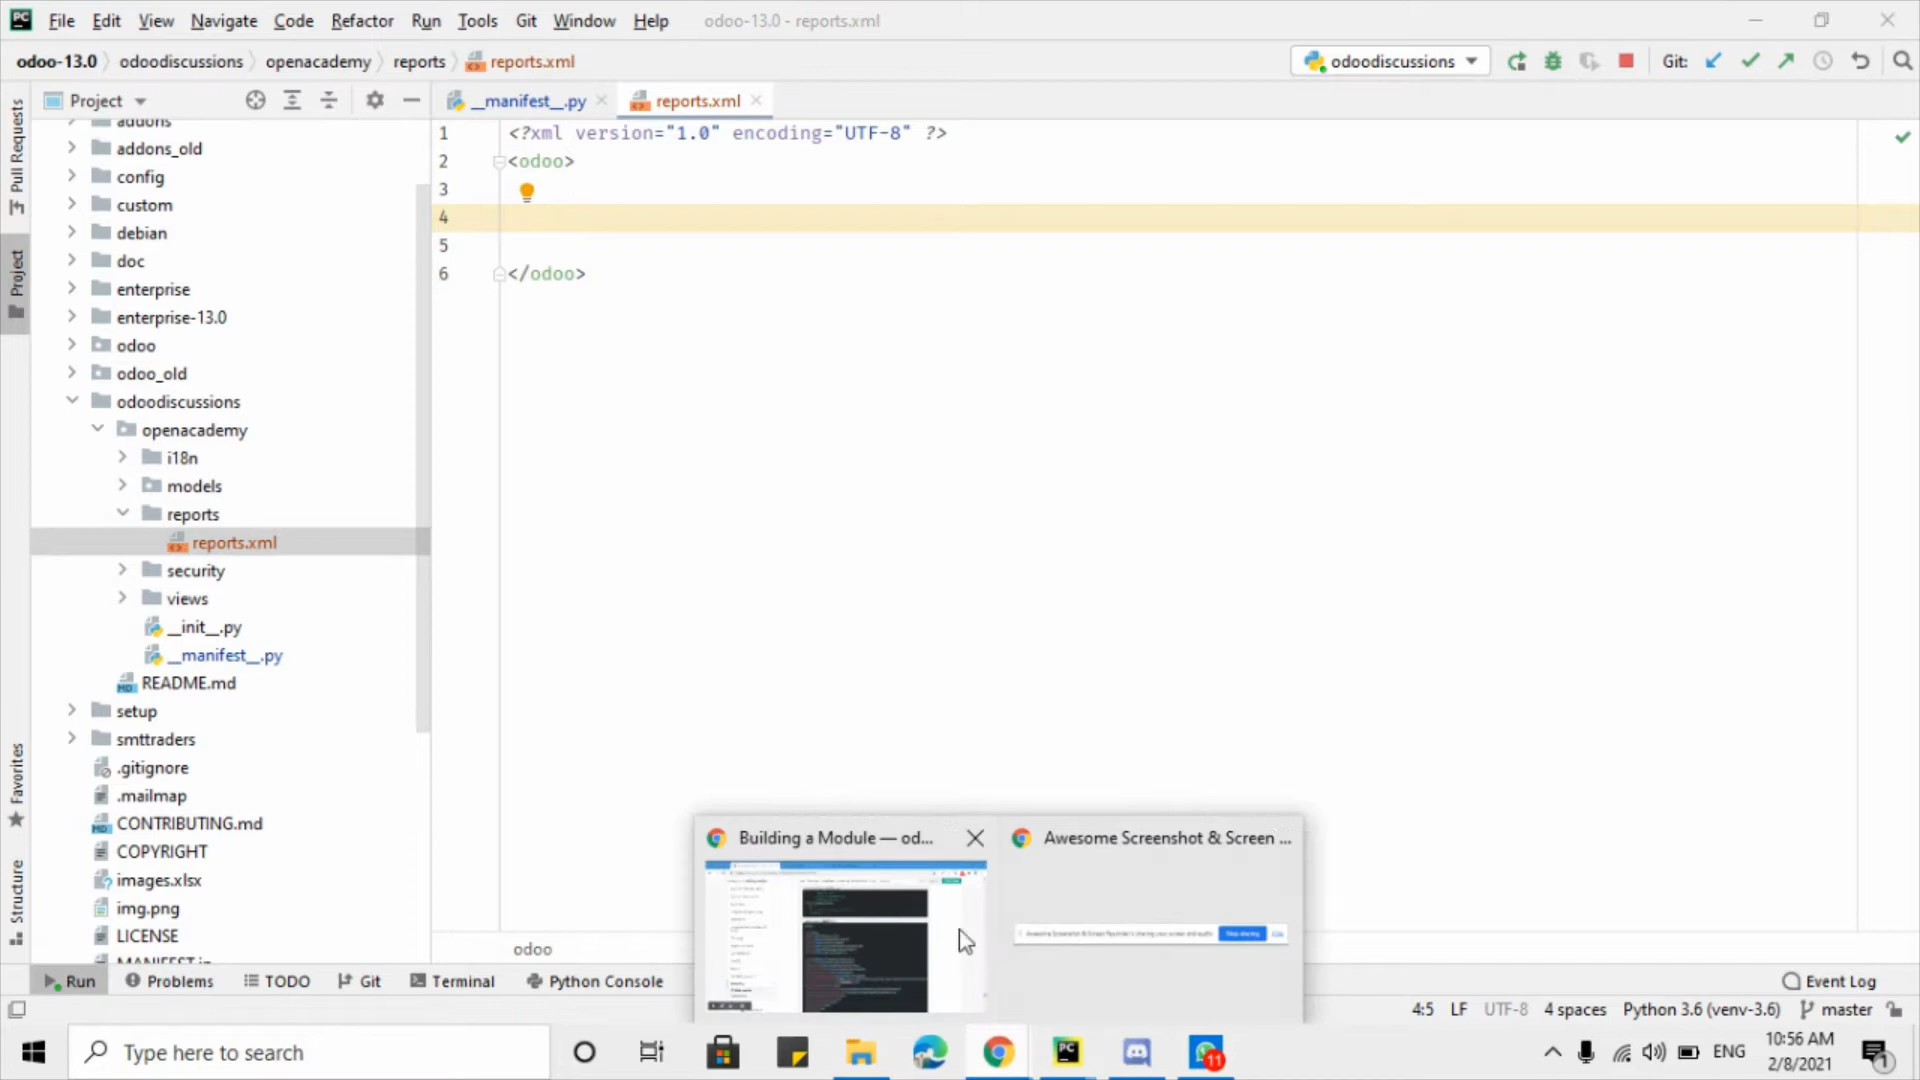 File Edit View Navigate Code Refactor Run Tools Git Window Help odoo-13.0 - reports.xml
odoo-13.0 odoodiscussions openacademy reports reports.xml odoodiscussions Git:
Pull Requests
Project
Favorites
Structure
Project
addons
addons_old
config
custom
debian
doc
enterprise
enterprise-13.0
odoo
odoo_old
odoodiscussions
openacademy
i18n
models
reports
reports.xml
security
views
__init__.py
__manifest__.py
README.md
setup
smttraders
.gitignore
.mailmap
CONTRIBUTING.md
COPYRIGHT
images.xlsx
img.png
LICENSE
MANIFEST.in
__manifest__.py reports.xml
1 <?xml version="1.0" encoding="UTF-8" ?>
2 <odoo>
3
4
5
6 </odoo>
Building a Module — od...
Awesome Screenshot & Screen ...
odoo
Run Problems TODO Git Terminal Python Console Event Log
4:5 LF UTF-8 4 spaces Python 3.6 (venv-3.6) master
Type here to search
11
ENG
10:56 AM
2/8/2021
1